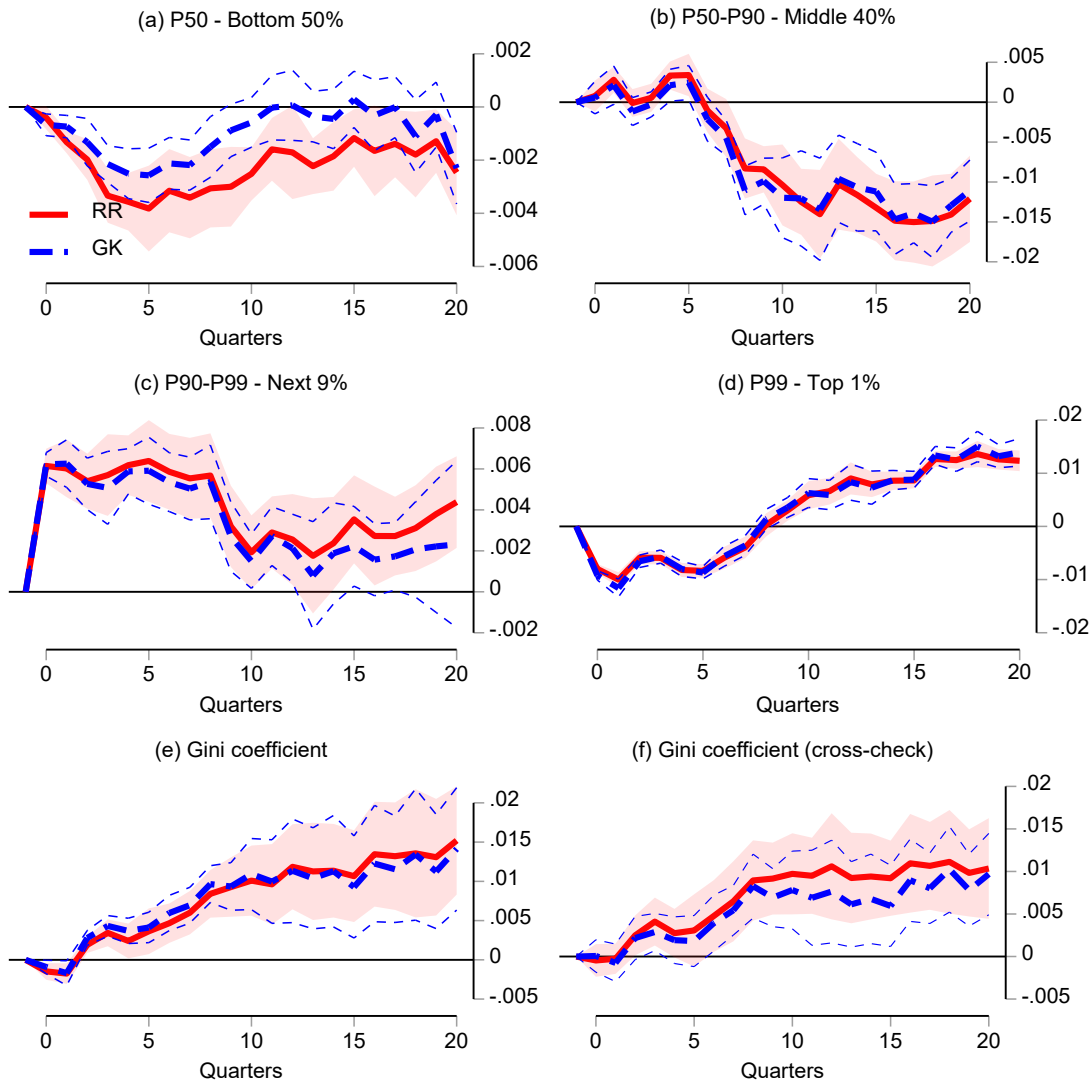 (a) P50 - Bottom 50%
.002
0
-.002
-.004
-.006
RR
GK
0 5 10 15 20
Quarters
(b) P50-P90 - Middle 40%
.005
0
-.005
-.01
-.015
-.02
0 5 10 15 20
Quarters
(c) P90-P99 - Next 9%
.008
.006
.004
.002
0
-.002
0 5 10 15 20
Quarters
(d) P99 - Top 1%
.02
.01
0
-.01
-.02
0 5 10 15 20
Quarters
(e) Gini coefficient
.02
.015
.01
.005
0
-.005
0 5 10 15 20
Quarters
(f) Gini coefficient (cross-check)
.02
.015
.01
.005
0
-.005
0 5 10 15 20
Quarters